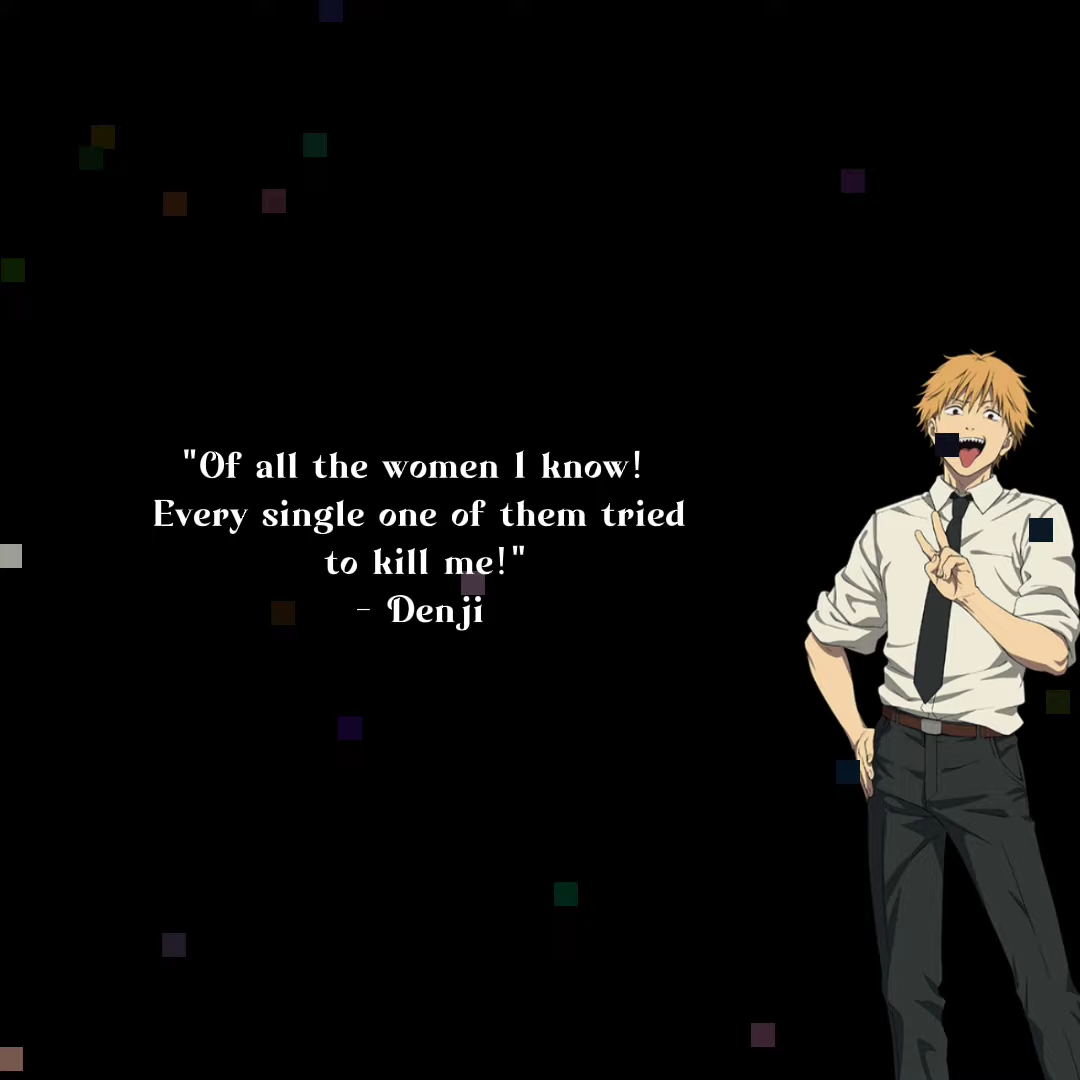 "Of all the women I know!
Every single one of them tried
to kill me!"
- Denji